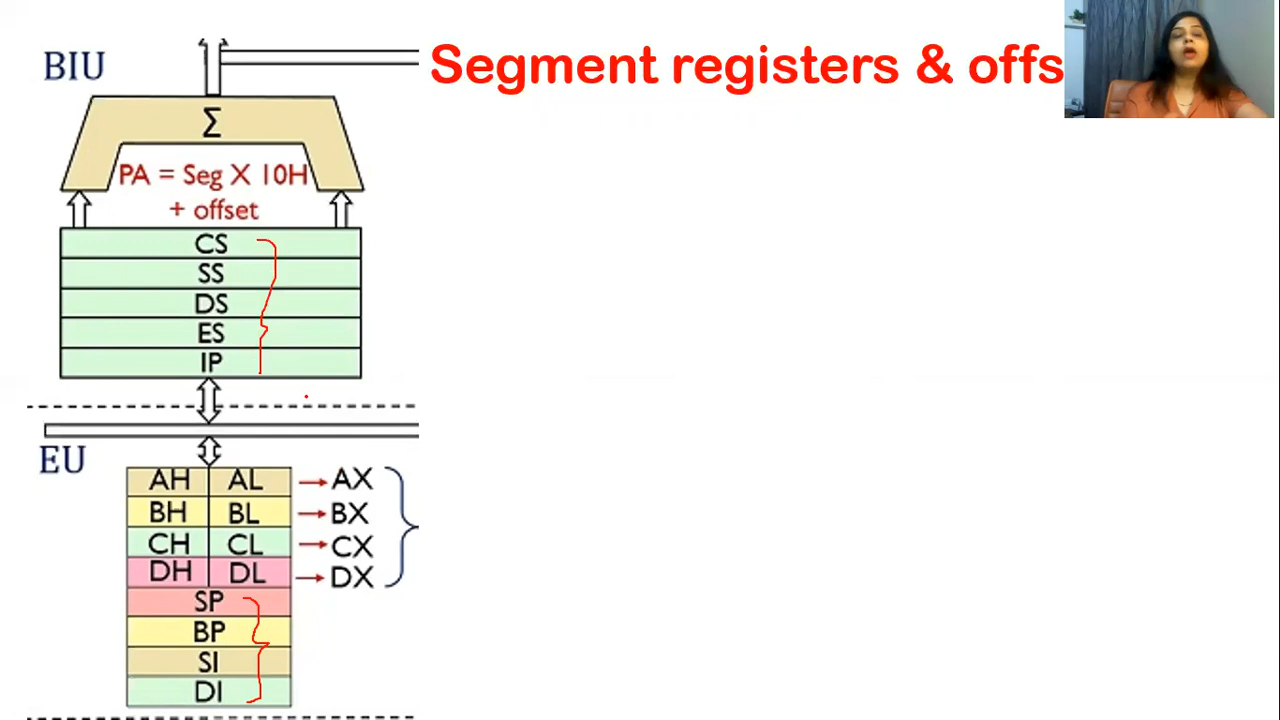 BIU
Segment registers & offs
Σ
PA = Seg X 10H
+ offset
CS
SS
DS
ES
IP
EU
AH AL AX
BH BL BX
CH CL CX
DH DL DX
SP
BP
SI
DI